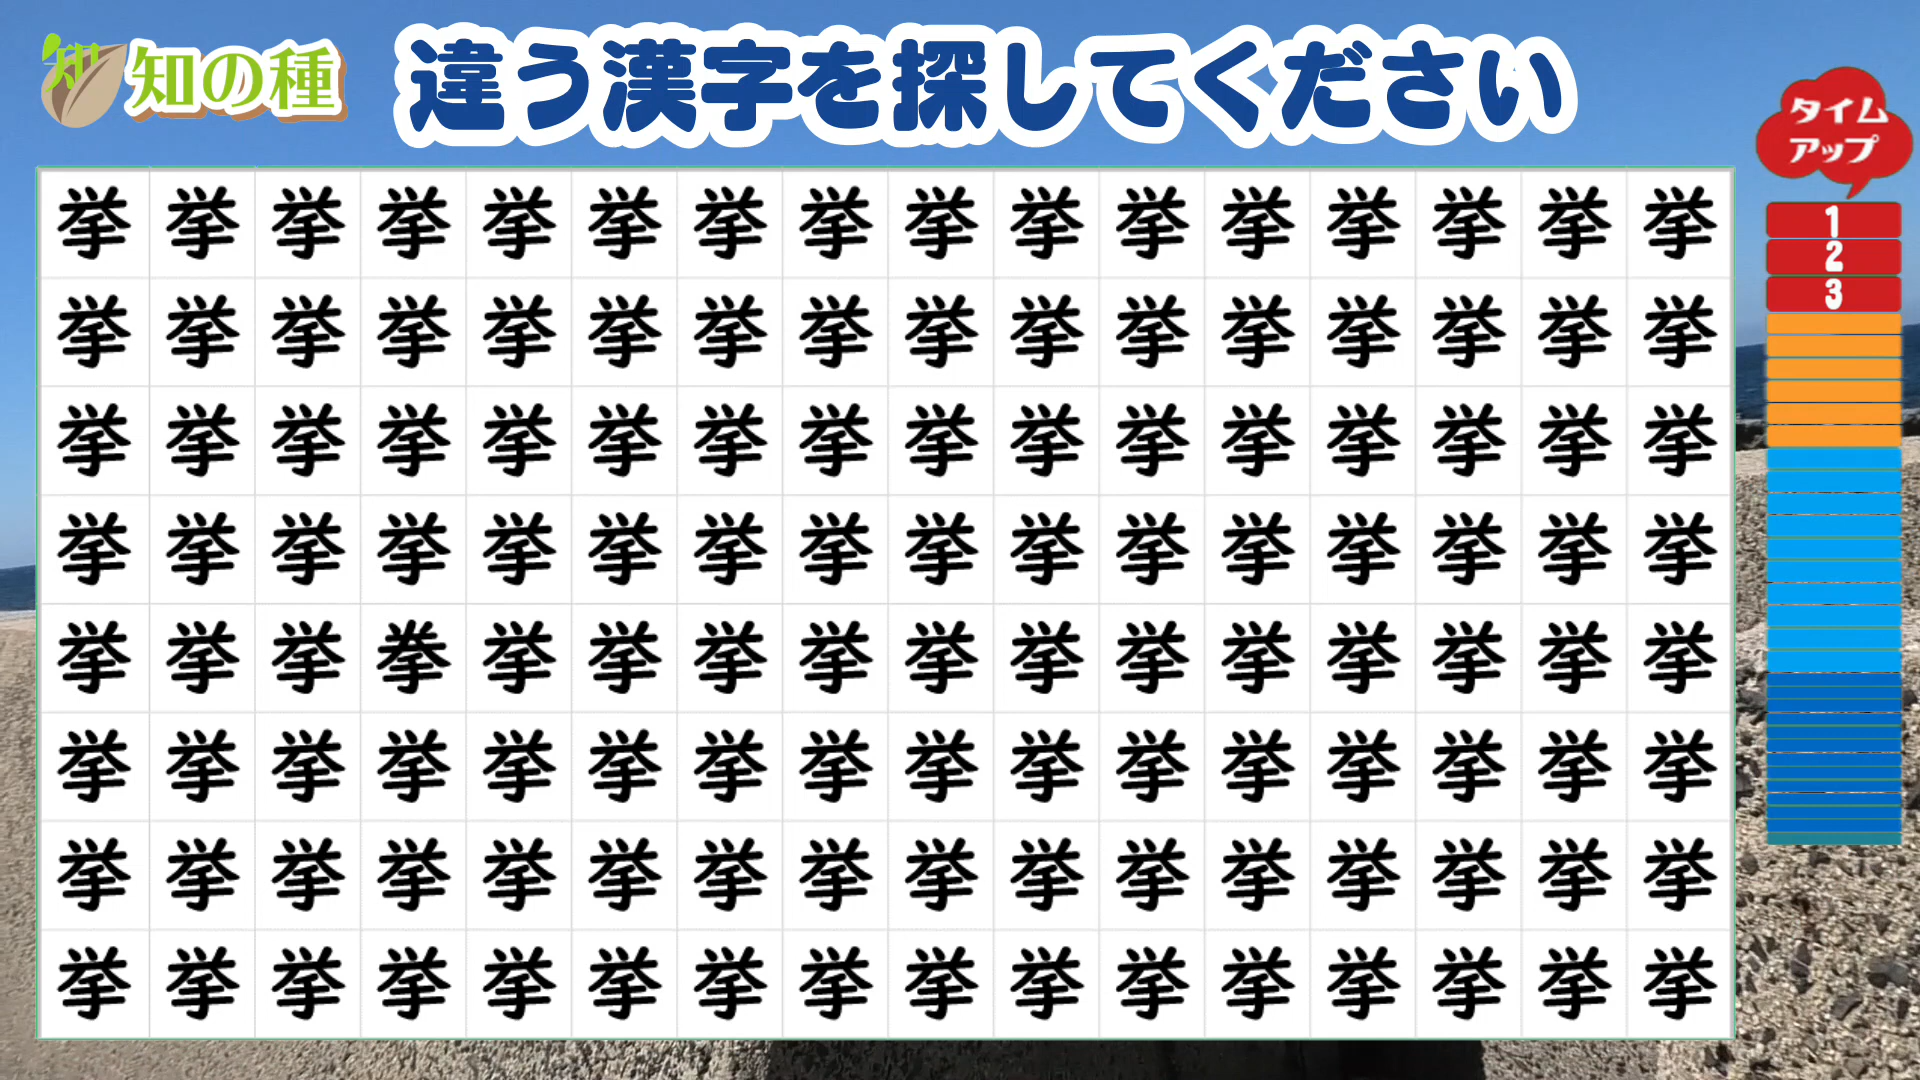 知
知の種
違う漢字を探してください
タイム
アップ
1
2
3
挙挙挙挙挙挙挙挙挙挙挙挙挙挙挙挙
挙挙挙挙挙挙挙挙挙挙挙挙挙挙挙挙
挙挙挙挙挙挙挙挙挙挙挙挙挙挙挙挙
挙挙挙挙挙挙挙挙挙挙挙挙挙挙挙挙
挙挙挙拳挙挙挙挙挙挙挙挙挙挙挙挙
挙挙挙挙挙挙挙挙挙挙挙挙挙挙挙挙
挙挙挙挙挙挙挙挙挙挙挙挙挙挙挙挙
挙挙挙挙挙挙挙挙挙挙挙挙挙挙挙挙